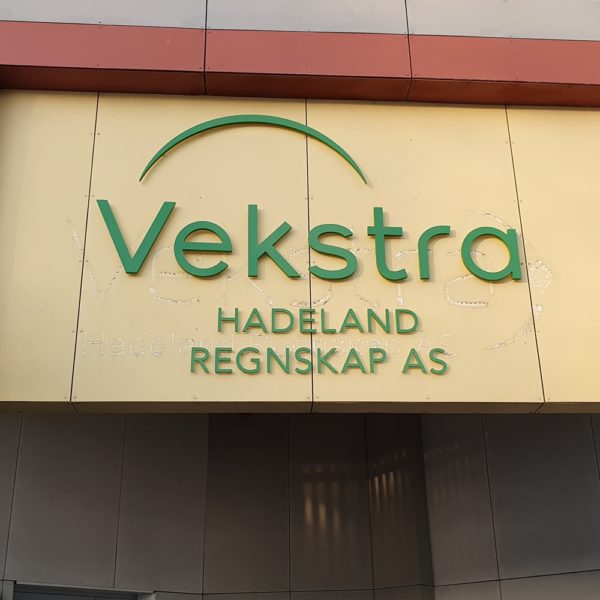 Vekstra
HADELAND
REGNSKAP AS